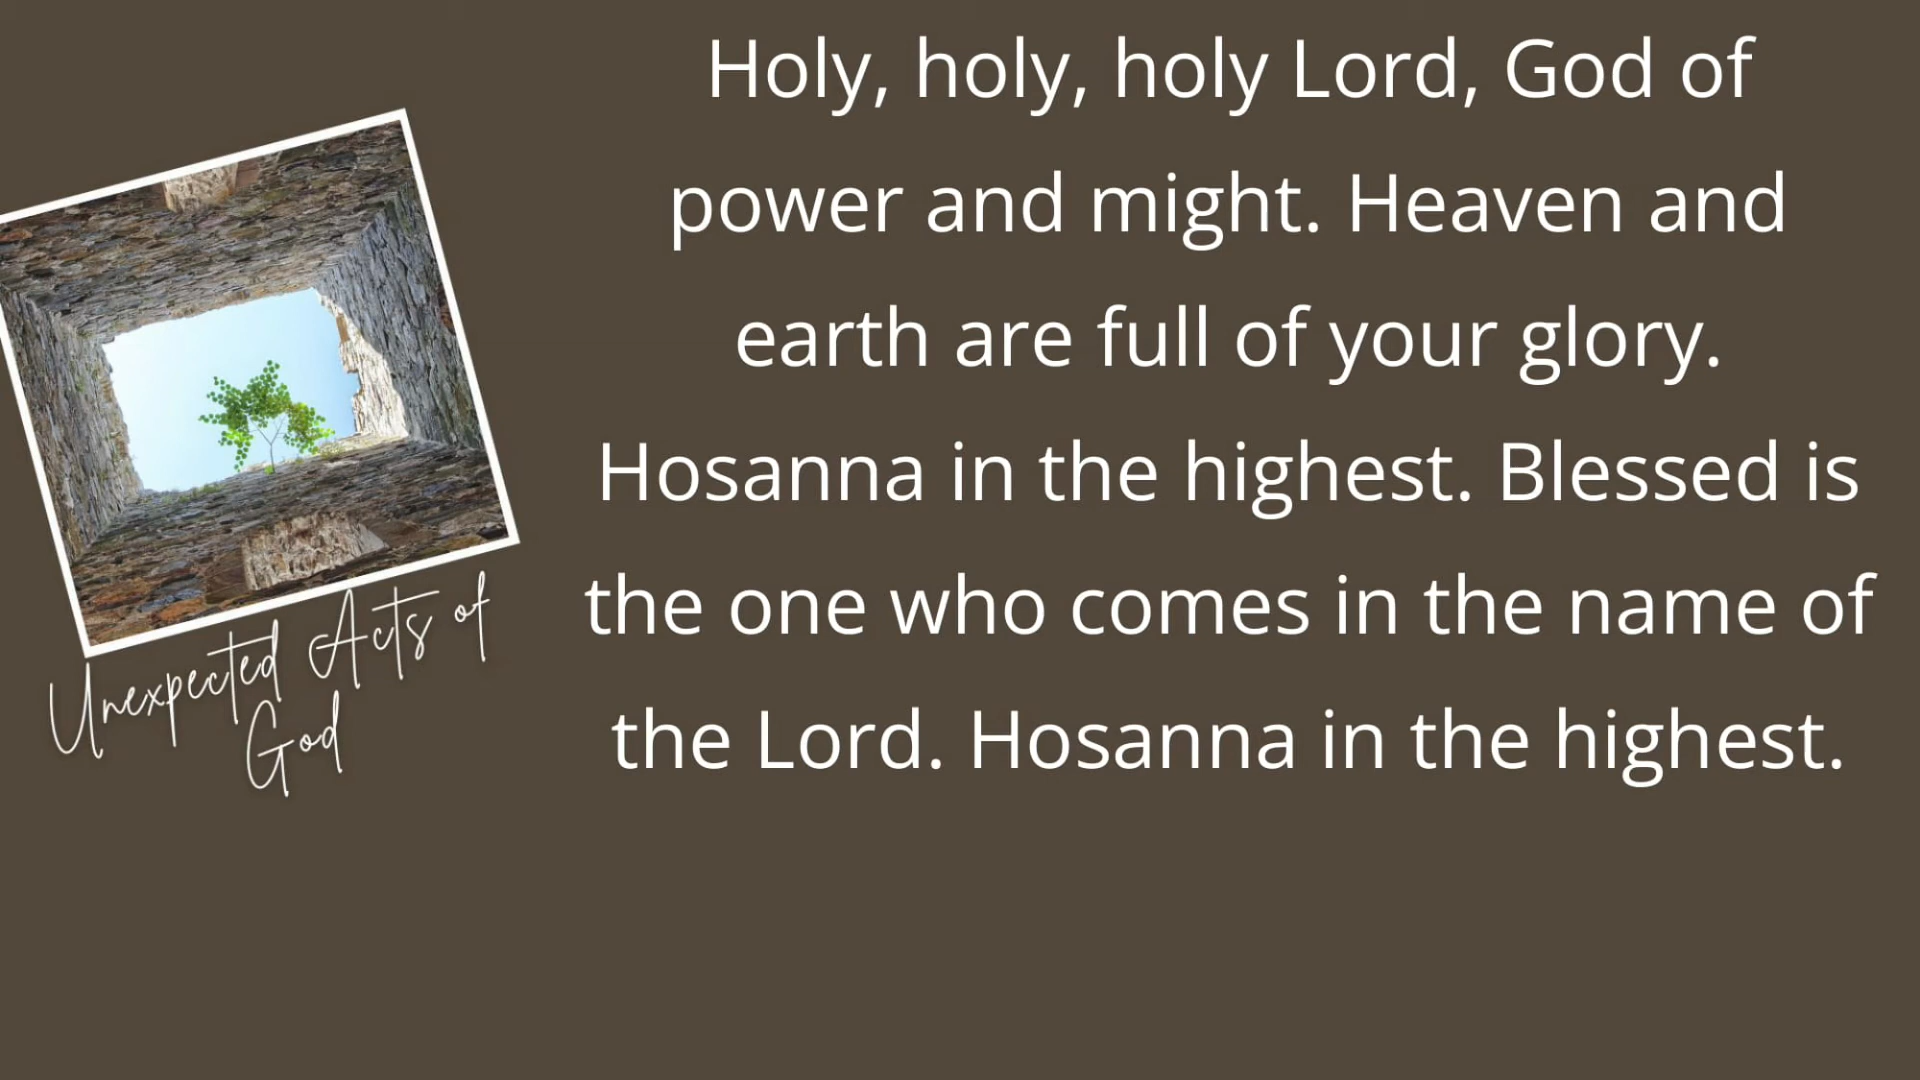 Holy, holy, holy Lord, God of
power and might. Heaven and
earth are full of your glory.
Hosanna in the highest. Blessed is
the one who comes in the name of
the Lord. Hosanna in the highest.
Unexpected Acts of
God